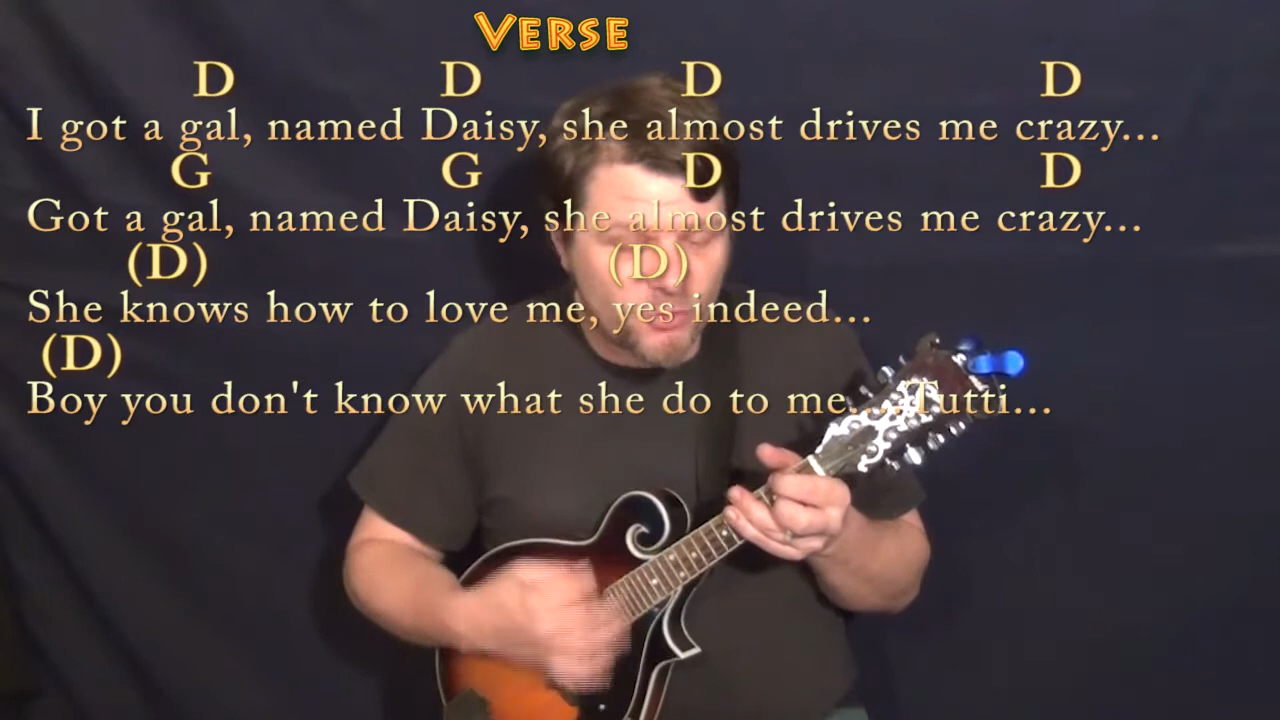 VERSE
D D D D
I got a gal, named Daisy, she almost drives me crazy...
G G D D
Got a gal, named Daisy, she almost drives me crazy...
(D) (D)
She knows how to love me, yes indeed...
(D)
Boy you don't know what she do to me....Tutti...